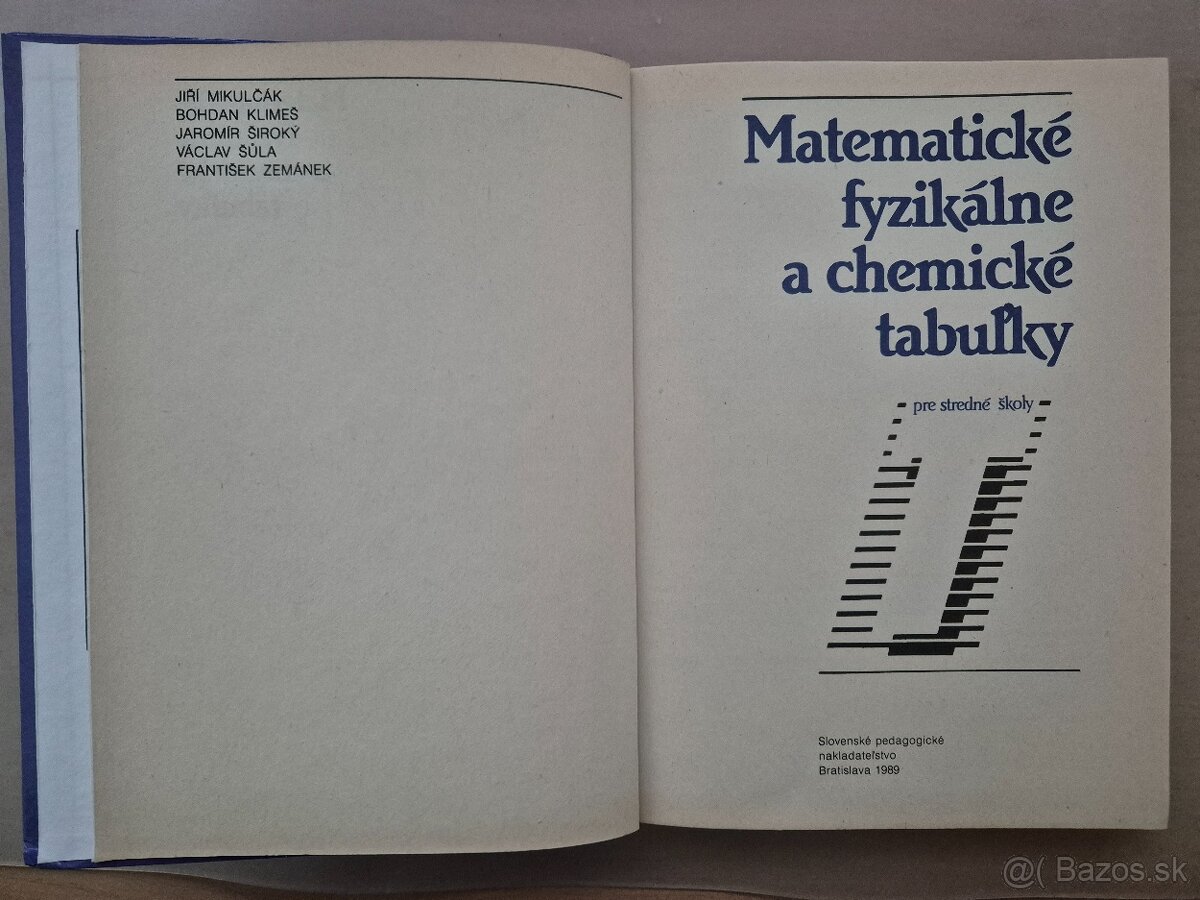 JIŘÍ MIKULČÁK
BOHDAN KLIMEŠ
JAROMÍR ŠIROKÝ
VÁCLAV ŠŮLA
FRANTIŠEK ZEMÁNEK
Matematické
fyzikálne
a chemické
tabuľky
pre stredné školy
Slovenské pedagogické
nakladateľstvo
Bratislava 1989
@( Bazos.sk